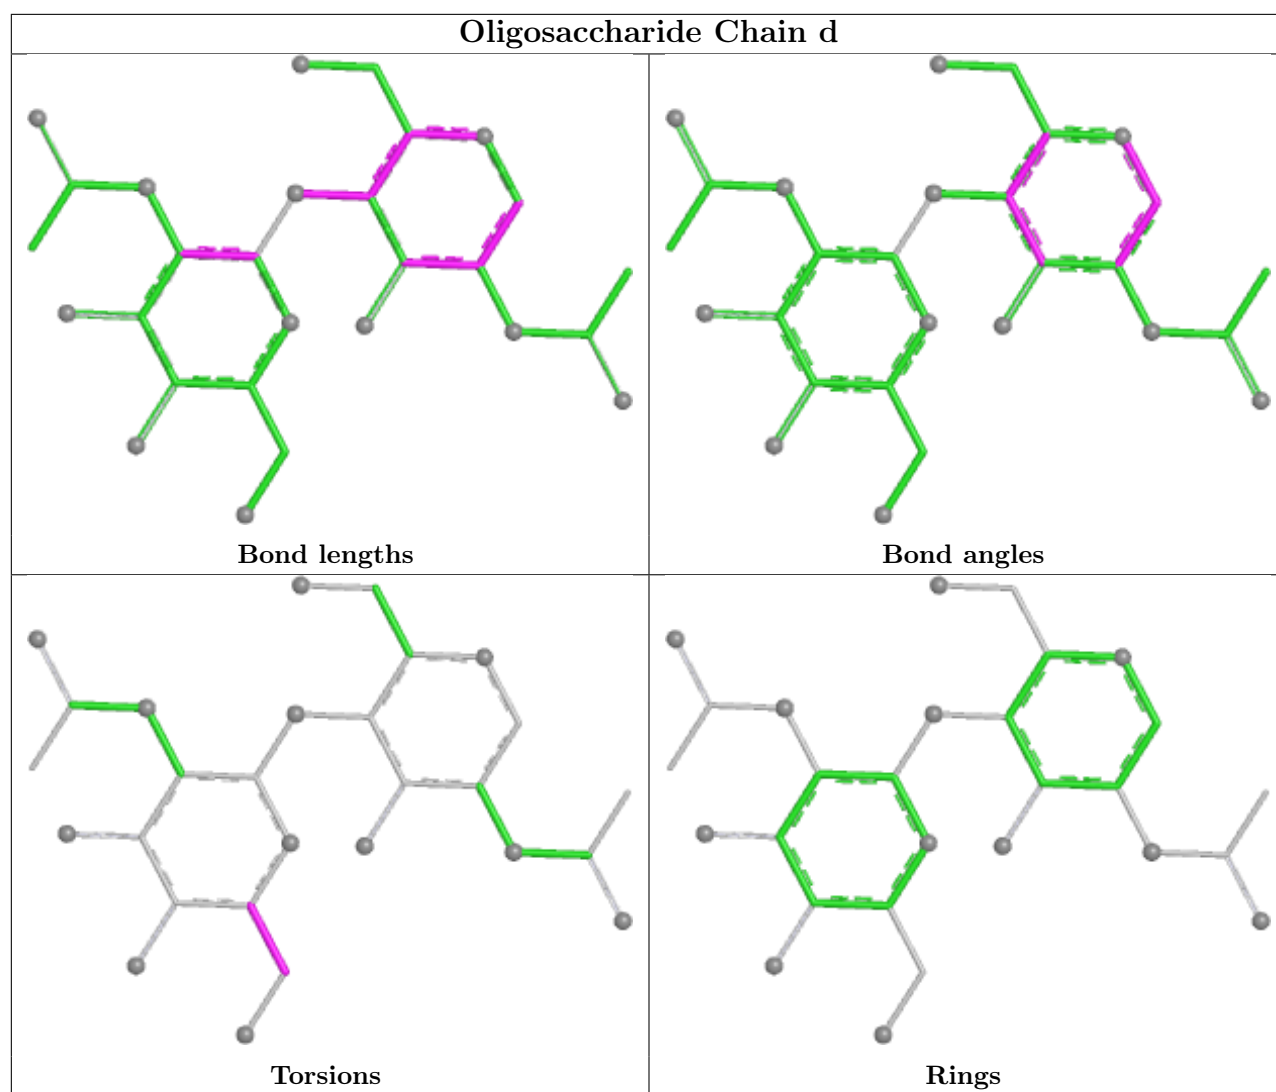 Oligosaccharide Chain d
Bond lengths
Bond angles
Torsions
Rings